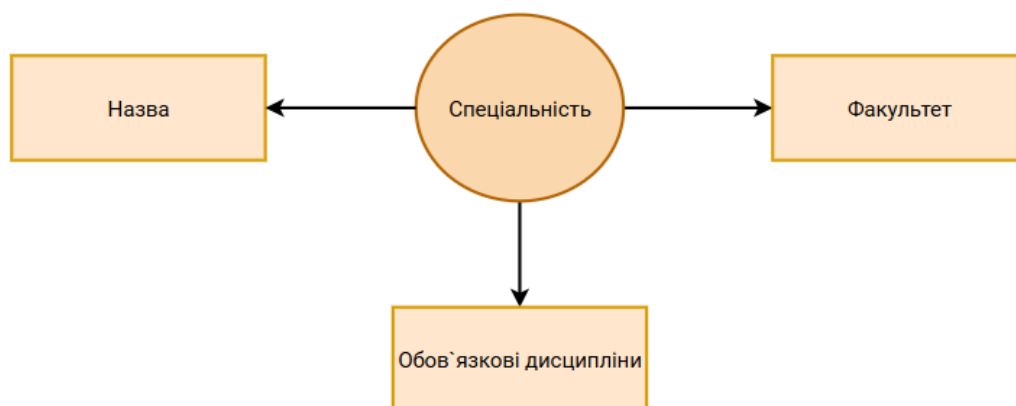 Назва
Спеціальність
Факультет
Обов`язкові дисципліни